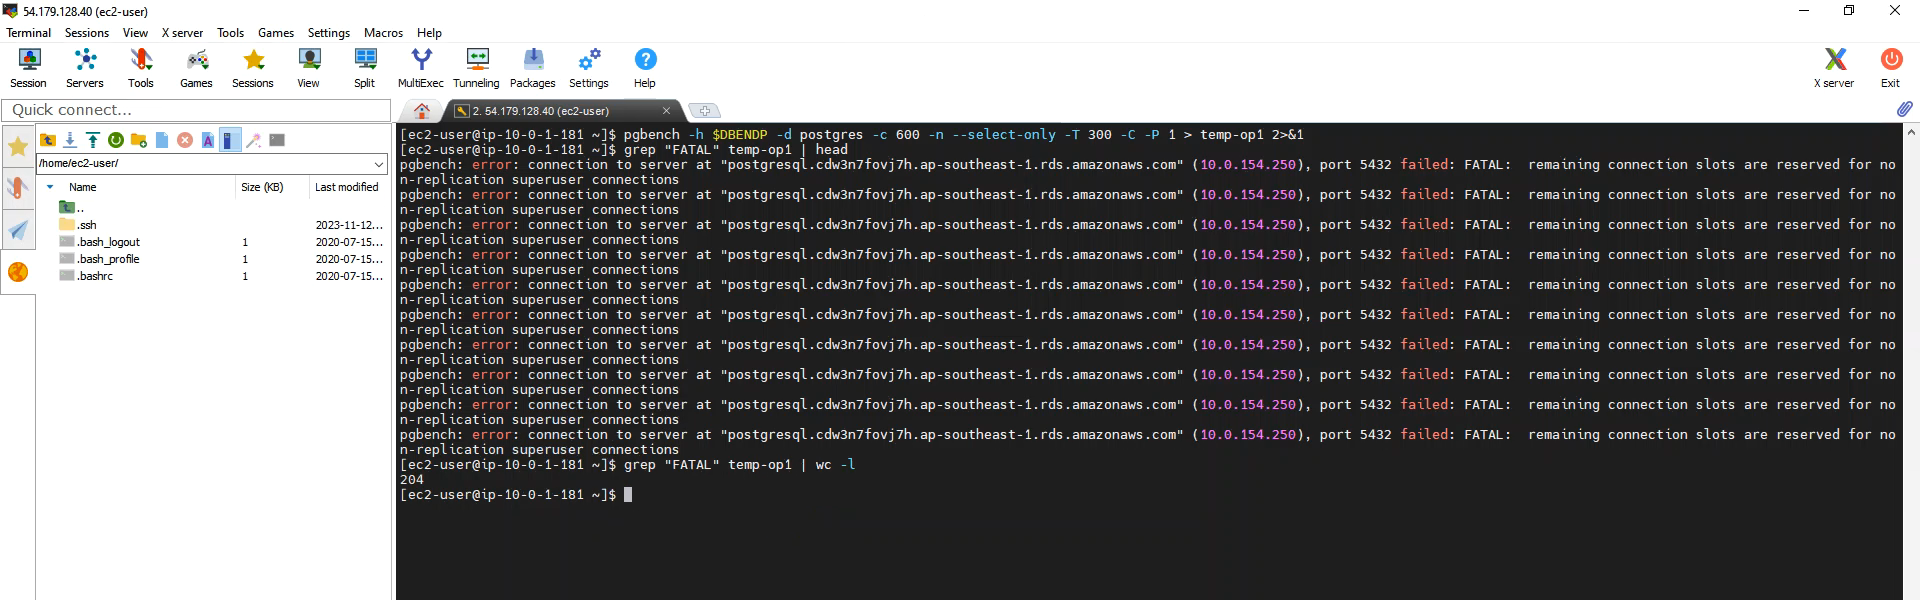 54.179.128.40 (ec2-user)
Terminal Sessions View X server Tools Games Settings Macros Help
Session Servers Tools Games Sessions View Split MultiExec Tunneling Packages Settings Help X server Exit
Quick connect...
2. 54.179.128.40 (ec2-user)
/home/ec2-user/
Name Size (KB) Last modified
..
.ssh 2023-11-12...
.bash_logout 1 2020-07-15...
.bash_profile 1 2020-07-15...
.bashrc 1 2020-07-15...
[ec2-user@ip-10-0-1-181 ~]$ pgbench -h $DBENDP -d postgres -c 600 -n --select-only -T 300 -C -P 1 > temp-op1 2>&1
[ec2-user@ip-10-0-1-181 ~]$ grep "FATAL" temp-op1 | head
pgbench: error: connection to server at "postgresql.cdw3n7fovj7h.ap-southeast-1.rds.amazonaws.com" (10.0.154.250), port 5432 failed: FATAL:  remaining connection slots are reserved for no
n-replication superuser connections
pgbench: error: connection to server at "postgresql.cdw3n7fovj7h.ap-southeast-1.rds.amazonaws.com" (10.0.154.250), port 5432 failed: FATAL:  remaining connection slots are reserved for no
n-replication superuser connections
pgbench: error: connection to server at "postgresql.cdw3n7fovj7h.ap-southeast-1.rds.amazonaws.com" (10.0.154.250), port 5432 failed: FATAL:  remaining connection slots are reserved for no
n-replication superuser connections
pgbench: error: connection to server at "postgresql.cdw3n7fovj7h.ap-southeast-1.rds.amazonaws.com" (10.0.154.250), port 5432 failed: FATAL:  remaining connection slots are reserved for no
n-replication superuser connections
pgbench: error: connection to server at "postgresql.cdw3n7fovj7h.ap-southeast-1.rds.amazonaws.com" (10.0.154.250), port 5432 failed: FATAL:  remaining connection slots are reserved for no
n-replication superuser connections
pgbench: error: connection to server at "postgresql.cdw3n7fovj7h.ap-southeast-1.rds.amazonaws.com" (10.0.154.250), port 5432 failed: FATAL:  remaining connection slots are reserved for no
n-replication superuser connections
pgbench: error: connection to server at "postgresql.cdw3n7fovj7h.ap-southeast-1.rds.amazonaws.com" (10.0.154.250), port 5432 failed: FATAL:  remaining connection slots are reserved for no
n-replication superuser connections
pgbench: error: connection to server at "postgresql.cdw3n7fovj7h.ap-southeast-1.rds.amazonaws.com" (10.0.154.250), port 5432 failed: FATAL:  remaining connection slots are reserved for no
n-replication superuser connections
pgbench: error: connection to server at "postgresql.cdw3n7fovj7h.ap-southeast-1.rds.amazonaws.com" (10.0.154.250), port 5432 failed: FATAL:  remaining connection slots are reserved for no
n-replication superuser connections
pgbench: error: connection to server at "postgresql.cdw3n7fovj7h.ap-southeast-1.rds.amazonaws.com" (10.0.154.250), port 5432 failed: FATAL:  remaining connection slots are reserved for no
n-replication superuser connections
[ec2-user@ip-10-0-1-181 ~]$ grep "FATAL" temp-op1 | wc -l
204
[ec2-user@ip-10-0-1-181 ~]$